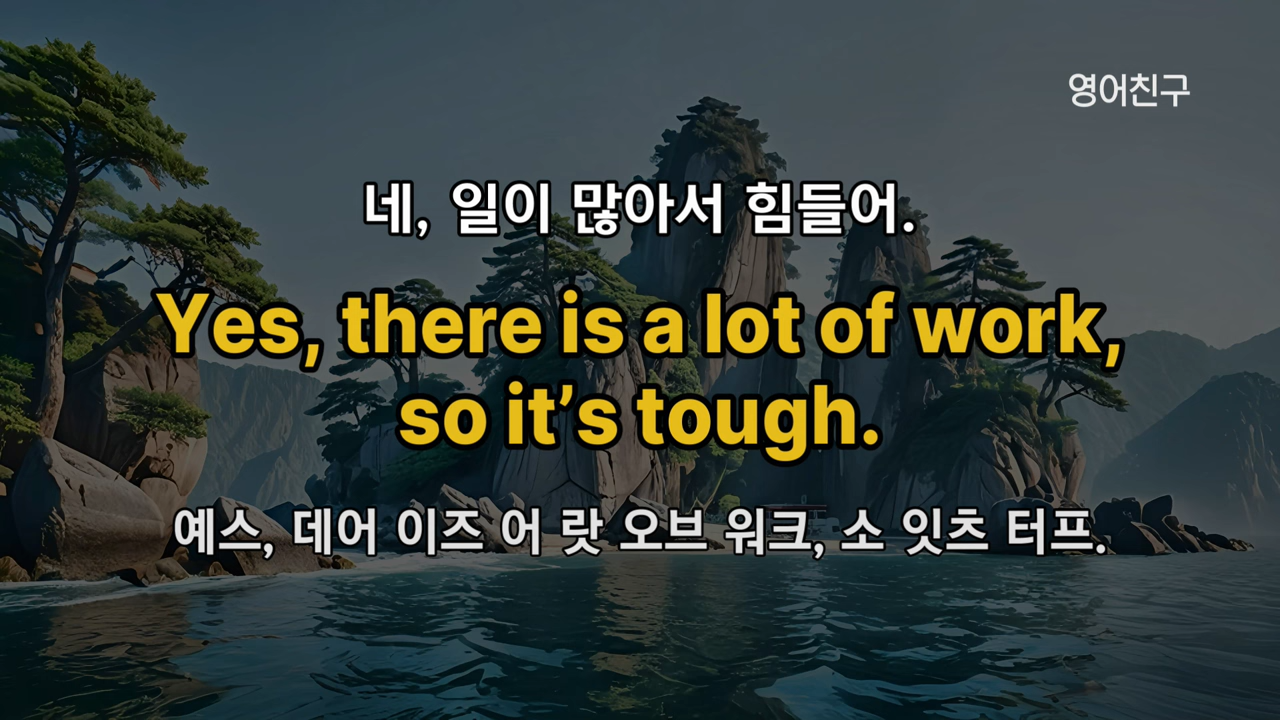 영어친구
네, 일이 많아서 힘들어.
Yes, there is a lot of work,
so it’s tough.
예스, 데어 이즈 어 랏 오브 워크, 소 잇츠 터프.